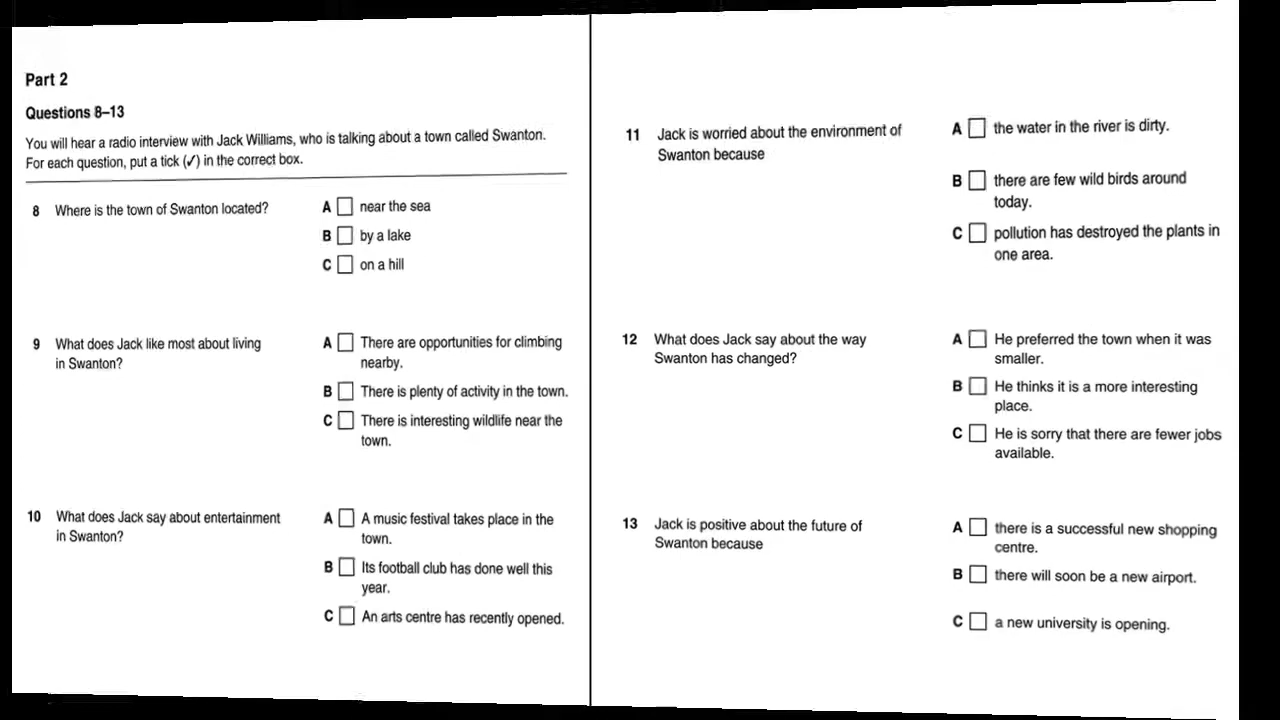 Part 2
Questions 8–13
You will hear a radio interview with Jack Williams, who is talking about a town called Swanton.
For each question, put a tick (✓) in the correct box.
8 Where is the town of Swanton located?
A near the sea
B by a lake
C on a hill
9 What does Jack like most about living
in Swanton?
A There are opportunities for climbing
nearby.
B There is plenty of activity in the town.
C There is interesting wildlife near the
town.
10 What does Jack say about entertainment
in Swanton?
A A music festival takes place in the
town.
B Its football club has done well this
year.
C An arts centre has recently opened.
11 Jack is worried about the environment of
Swanton because
A the water in the river is dirty.
B there are few wild birds around
today.
C pollution has destroyed the plants in
one area.
12 What does Jack say about the way
Swanton has changed?
A He preferred the town when it was
smaller.
B He thinks it is a more interesting
place.
C He is sorry that there are fewer jobs
available.
13 Jack is positive about the future of
Swanton because
A there is a successful new shopping
centre.
B there will soon be a new airport.
C a new university is opening.